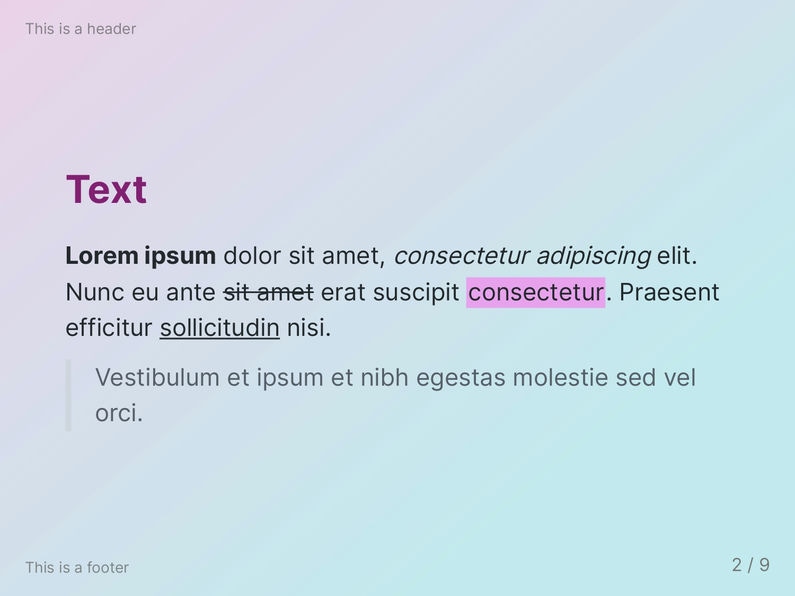 This is a header
Text
Lorem ipsum dolor sit amet, consectetur adipiscing elit.
Nunc eu ante sit amet erat suscipit consectetur. Praesent
efficitur sollicitudin nisi.
Vestibulum et ipsum et nibh egestas molestie sed vel
orci.
This is a footer
2 / 9